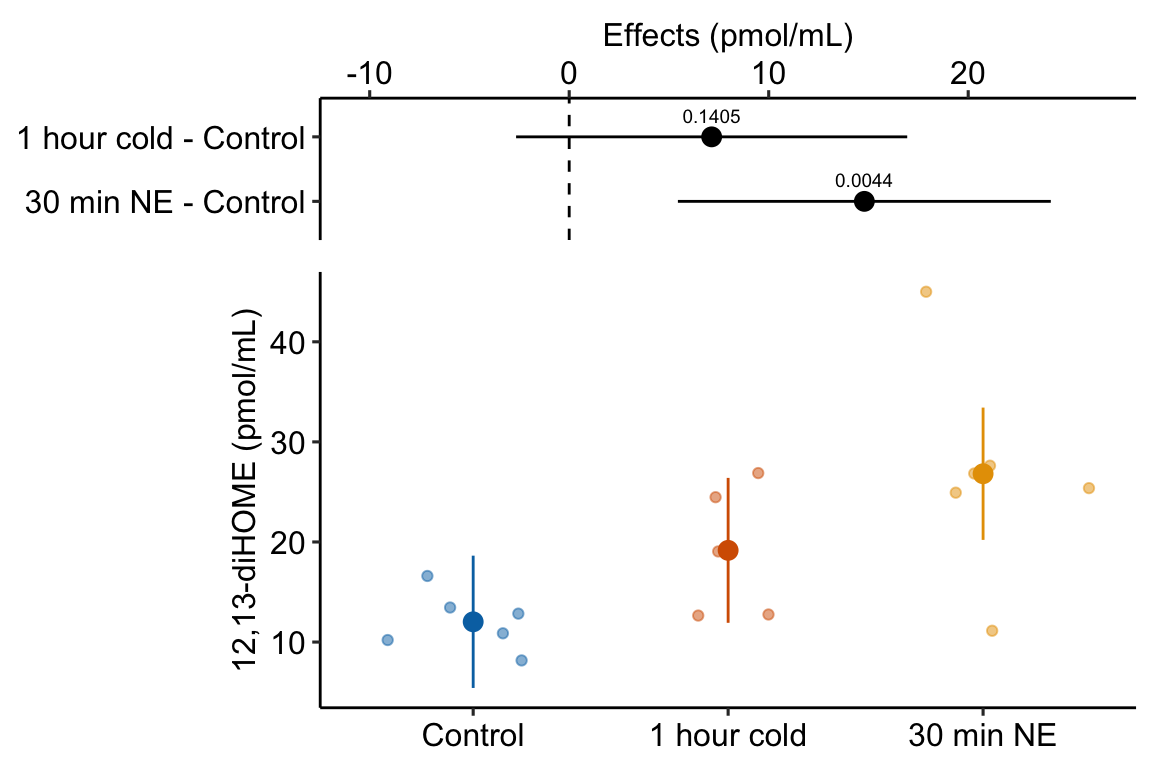 Effects (pmol/mL)
-10 0 10 20
1 hour cold - Control
0.1405
30 min NE - Control
0.0044
12,13-diHOME (pmol/mL)
40
30
20
10
Control 1 hour cold 30 min NE